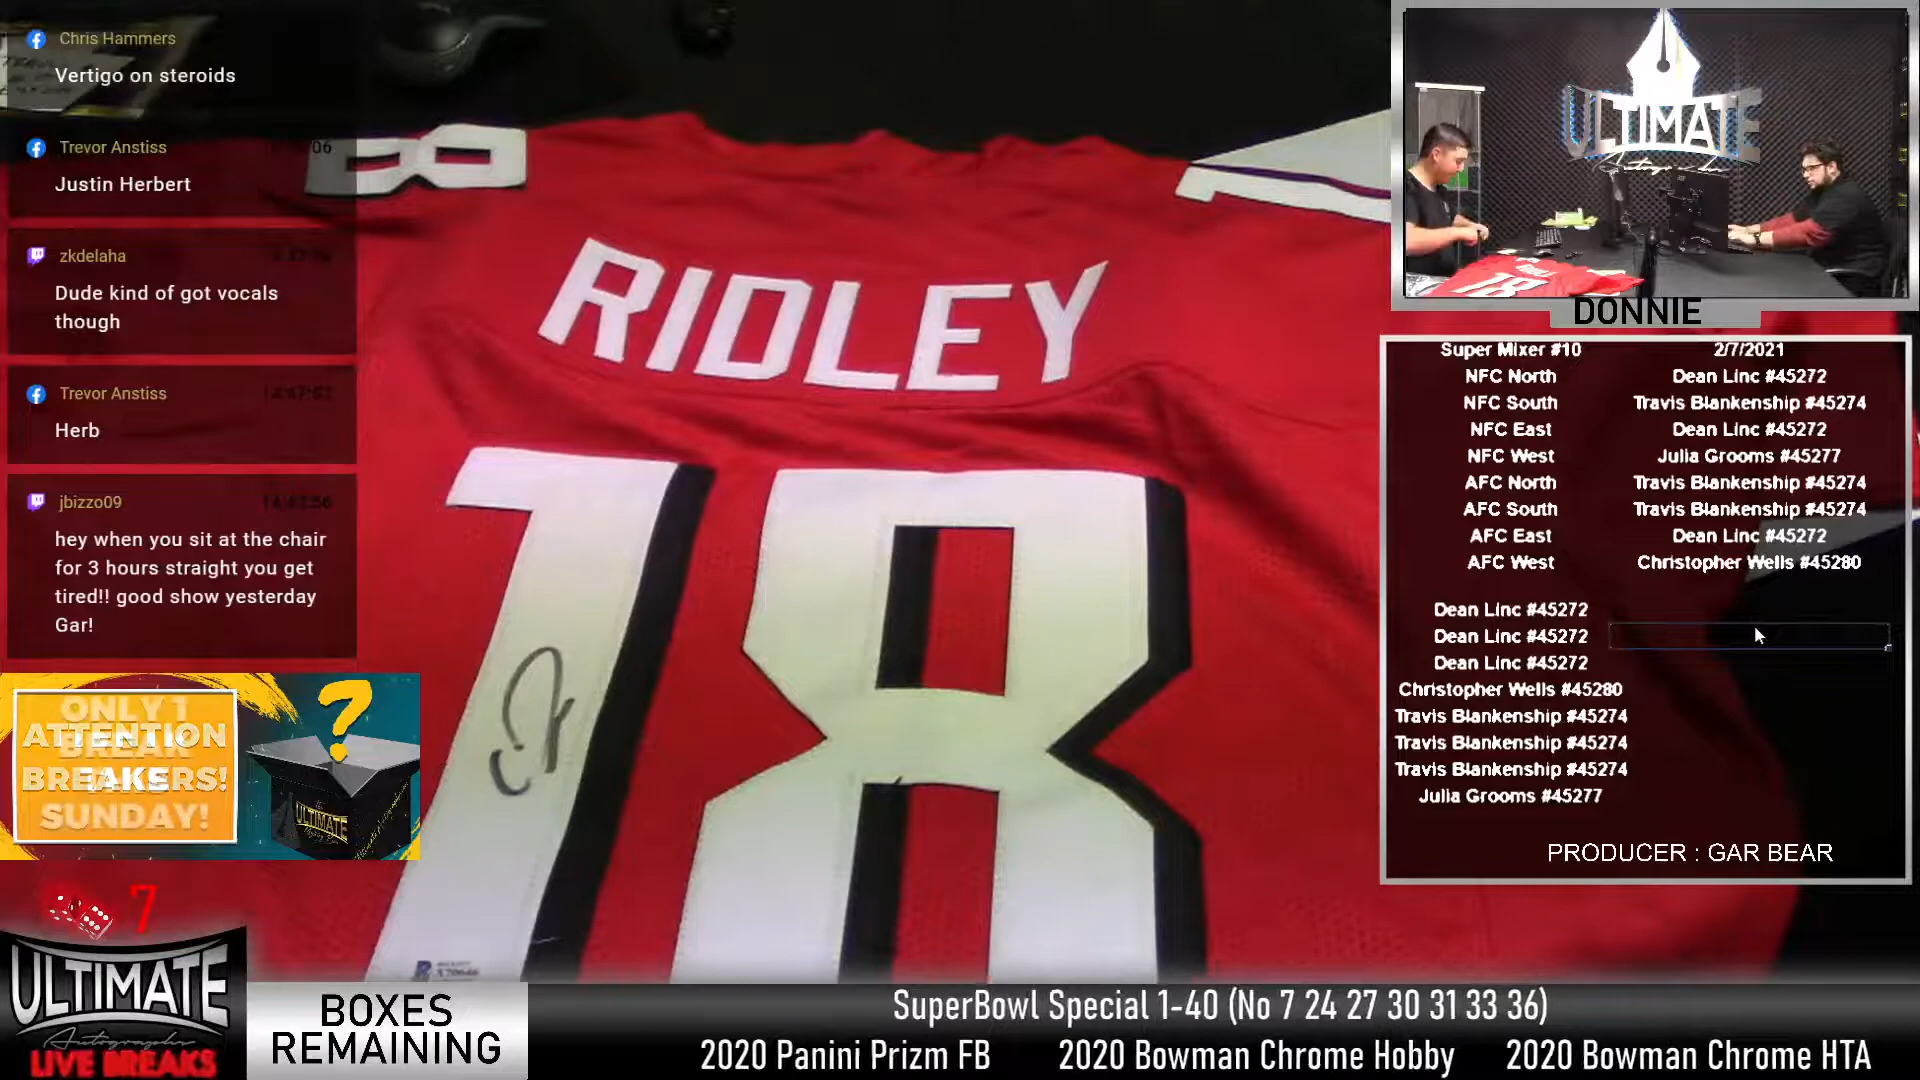 Chris Hammers
Vertigo on steroids
Trevor Anstiss
Justin Herbert
zkdelaha
Dude kind of got vocals
though
Trevor Anstiss
Herb
jbizzo09
hey when you sit at the chair
for 3 hours straight you get
tired!! good show yesterday
Gar!
ATTENTION
BREAKERS!
SUNDAY!
ULTIMATE
7
ULTIMATE
Autographs
LIVE BREAKS
BOXES
REMAINING
8
1
RIDLEY
18
ULTIMATE
Autographs
RIDLEY
18
DONNIE
Super Mixer #10 2/7/2021
NFC North Dean Linc #45272
NFC South Travis Blankenship #45274
NFC East Dean Linc #45272
NFC West Julia Grooms #45277
AFC North Travis Blankenship #45274
AFC South Travis Blankenship #45274
AFC East Dean Linc #45272
AFC West Christopher Wells #45280
Dean Linc #45272
Dean Linc #45272
Dean Linc #45272
Christopher Wells #45280
Travis Blankenship #45274
Travis Blankenship #45274
Travis Blankenship #45274
Julia Grooms #45277
PRODUCER : GAR BEAR
SuperBowl Special 1-40 (No 7 24 27 30 31 33 36)
2020 Panini Prizm FB 2020 Bowman Chrome Hobby 2020 Bowman Chrome HTA